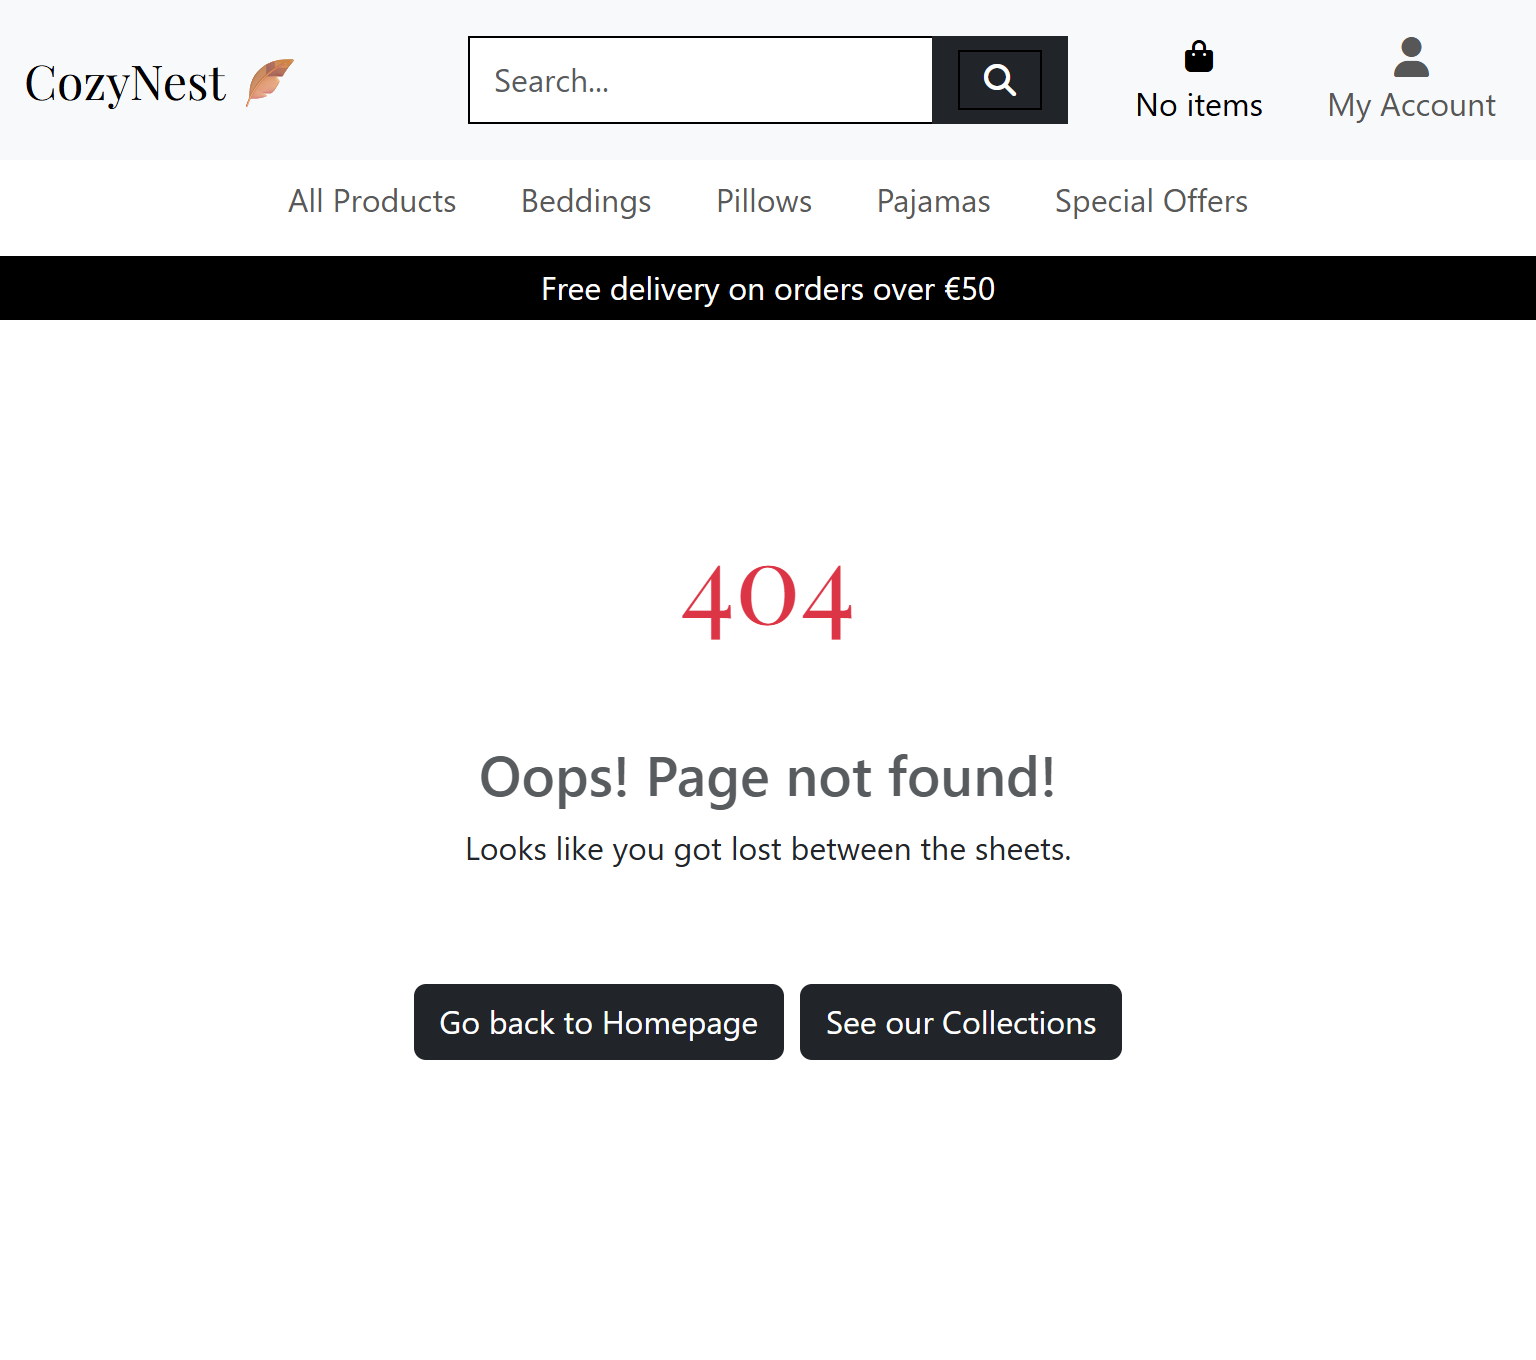 CozyNest
Search...
No items
My Account
All Products
Beddings
Pillows
Pajamas
Special Offers
Free delivery on orders over €50
404
Oops! Page not found!
Looks like you got lost between the sheets.
Go back to Homepage
See our Collections